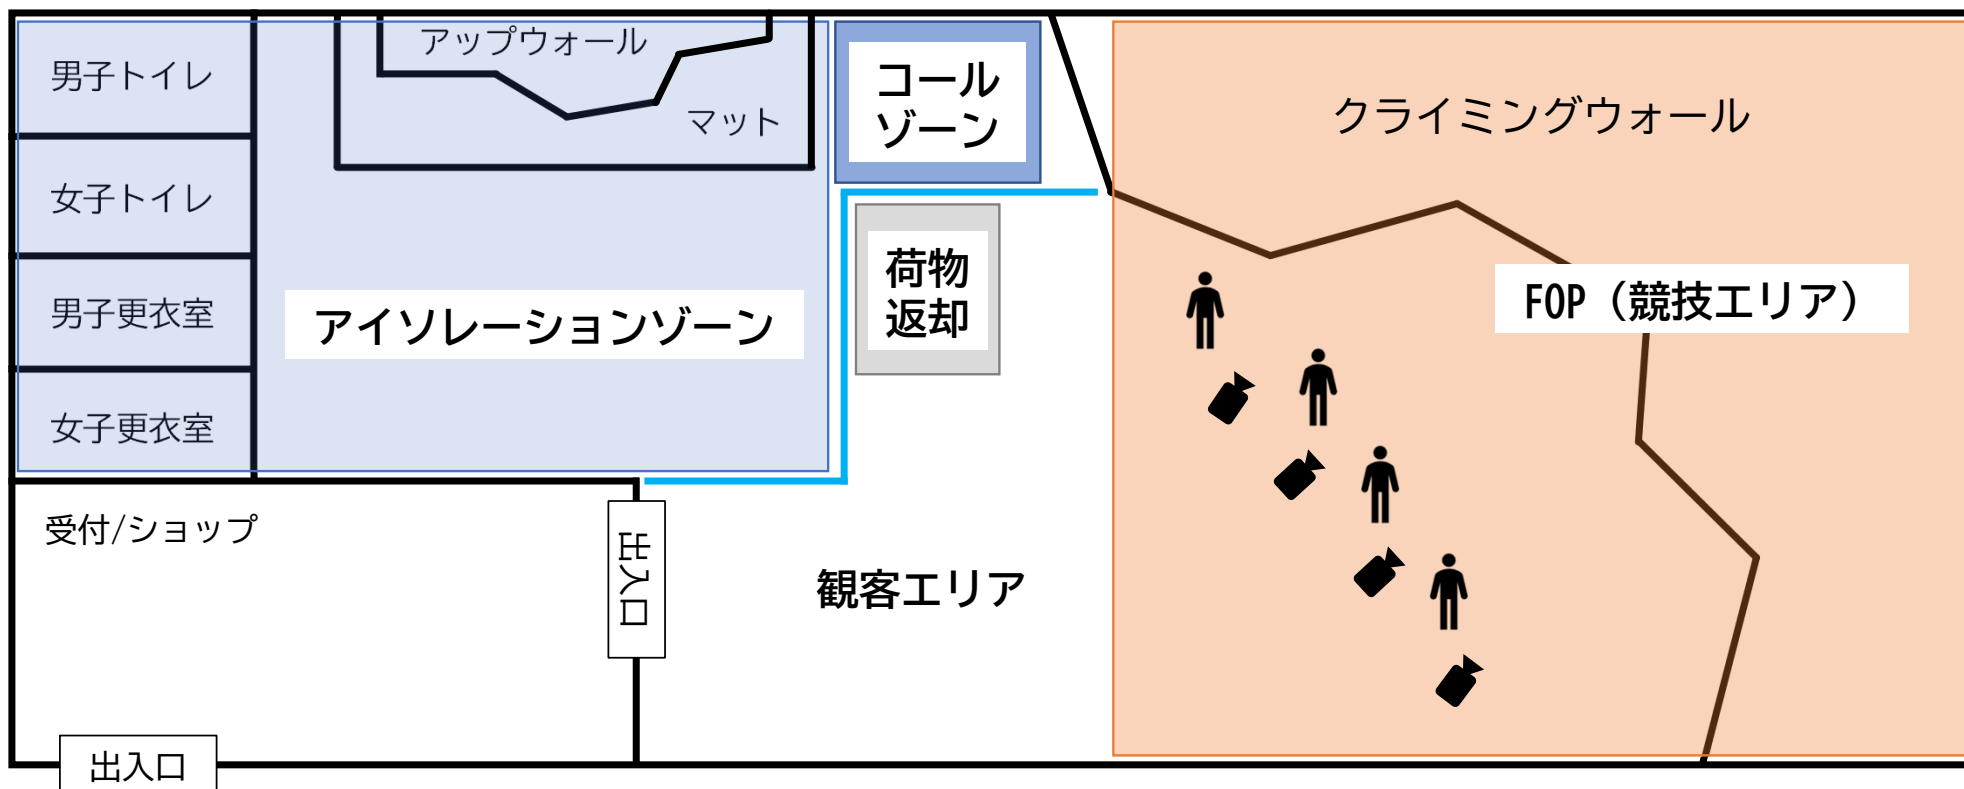 男子トイレ
女子トイレ
男子更衣室
女子更衣室
アップウォール
マット
アイソレーションゾーン
コール
ゾーン
荷物
返却
クライミングウォール
FOP（競技エリア）
受付/ショップ
出入口
観客エリア
出入口